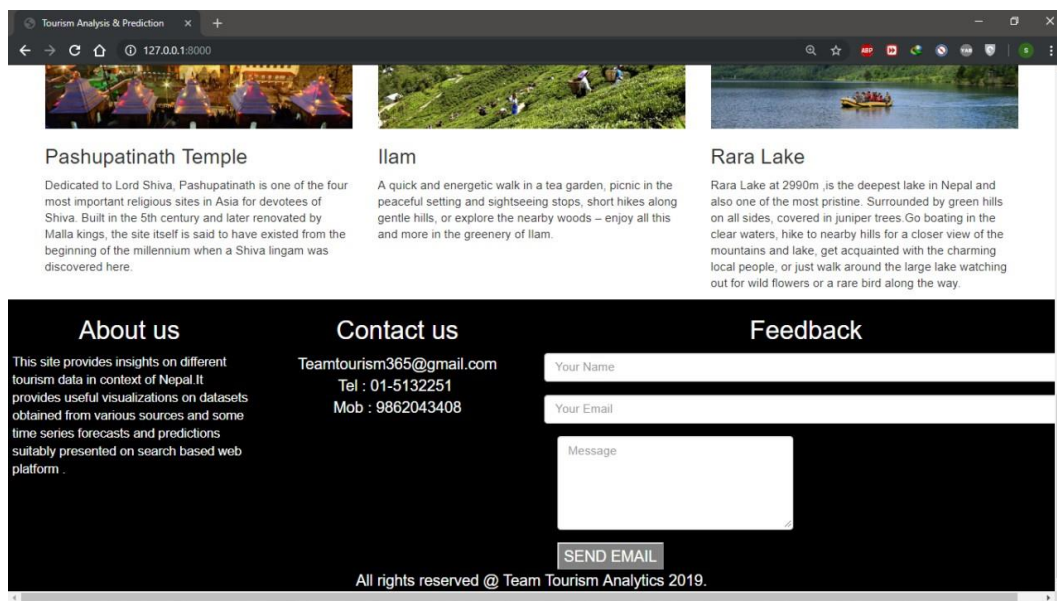 Tourism Analysis & Prediction
127.0.0.1:8000
ABP
Pashupatinath Temple
Dedicated to Lord Shiva, Pashupatinath is one of the four
most important religious sites in Asia for devotees of
Shiva. Built in the 5th century and later renovated by
Malla kings, the site itself is said to have existed from the
beginning of the millennium when a Shiva lingam was
discovered here.
Ilam
A quick and energetic walk in a tea garden, picnic in the
peaceful setting and sightseeing stops, short hikes along
gentle hills, or explore the nearby woods – enjoy all this
and more in the greenery of Ilam.
Rara Lake
Rara Lake at 2990m ,is the deepest lake in Nepal and
also one of the most pristine. Surrounded by green hills
on all sides, covered in juniper trees.Go boating in the
clear waters, hike to nearby hills for a closer view of the
mountains and lake, get acquainted with the charming
local people, or just walk around the large lake watching
out for wild flowers or a rare bird along the way.
About us
This site provides insights on different
tourism data in context of Nepal.It
provides useful visualizations on datasets
obtained from various sources and some
time series forecasts and predictions
suitably presented on search based web
platform .
Contact us
Teamtourism365@gmail.com
Tel : 01-5132251
Mob : 9862043408
Feedback
Your Name
Your Email
Message
SEND EMAIL
All rights reserved @ Team Tourism Analytics 2019.